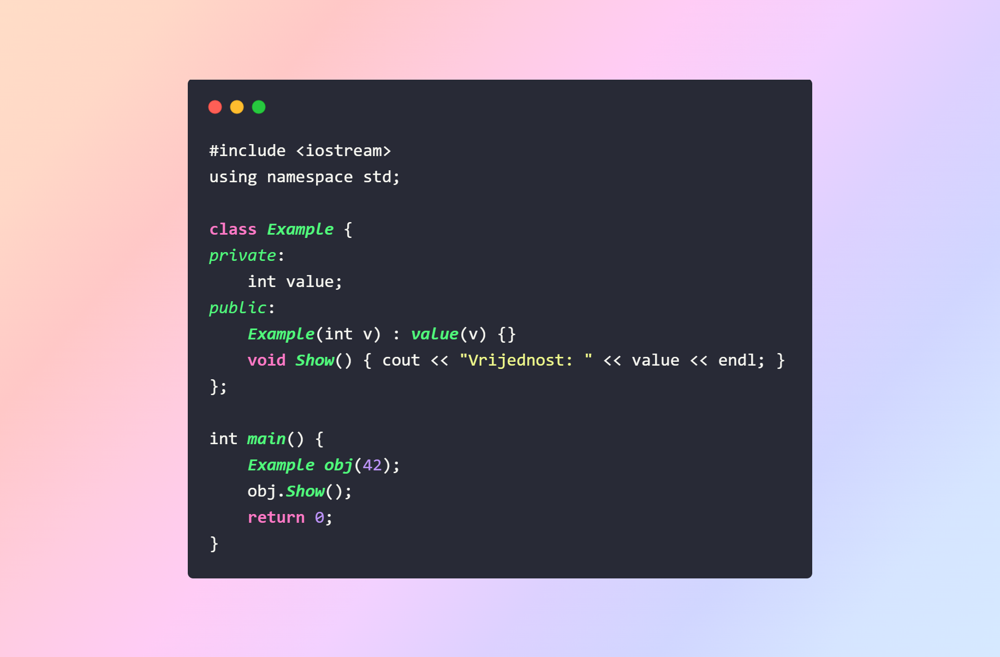 #include <iostream>
using namespace std;

class Example {
private:
    int value;
public:
    Example(int v) : value(v) {}
    void Show() { cout << "Vrijednost: " << value << endl; }
};

int main() {
    Example obj(42);
    obj.Show();
    return 0;
}